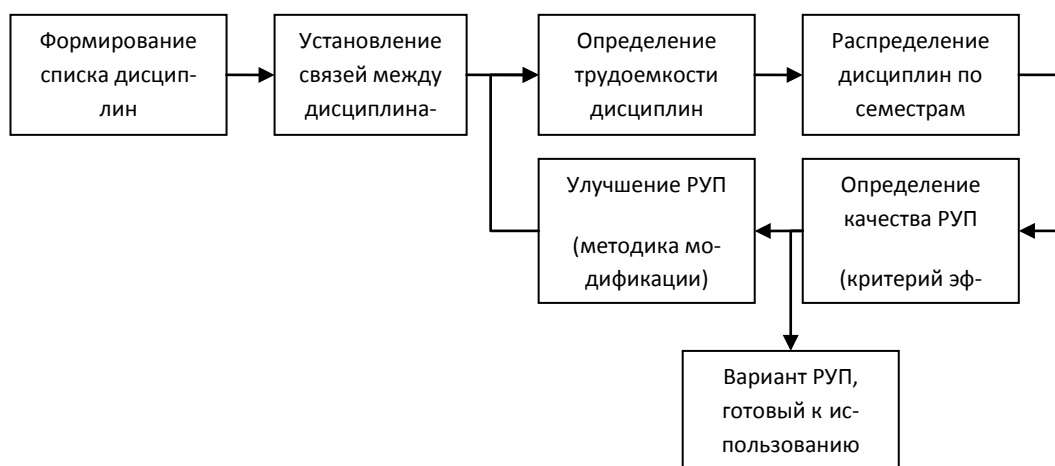 Формирование
списка дисцип-
лин
Установление
связей между
дисциплина-
Определение
трудоемкости
дисциплин
Распределение
дисциплин по
семестрам
Улучшение РУП
(методика мо-
дификации)
Определение
качества РУП
(критерий эф-
Вариант РУП,
готовый к ис-
пользованию